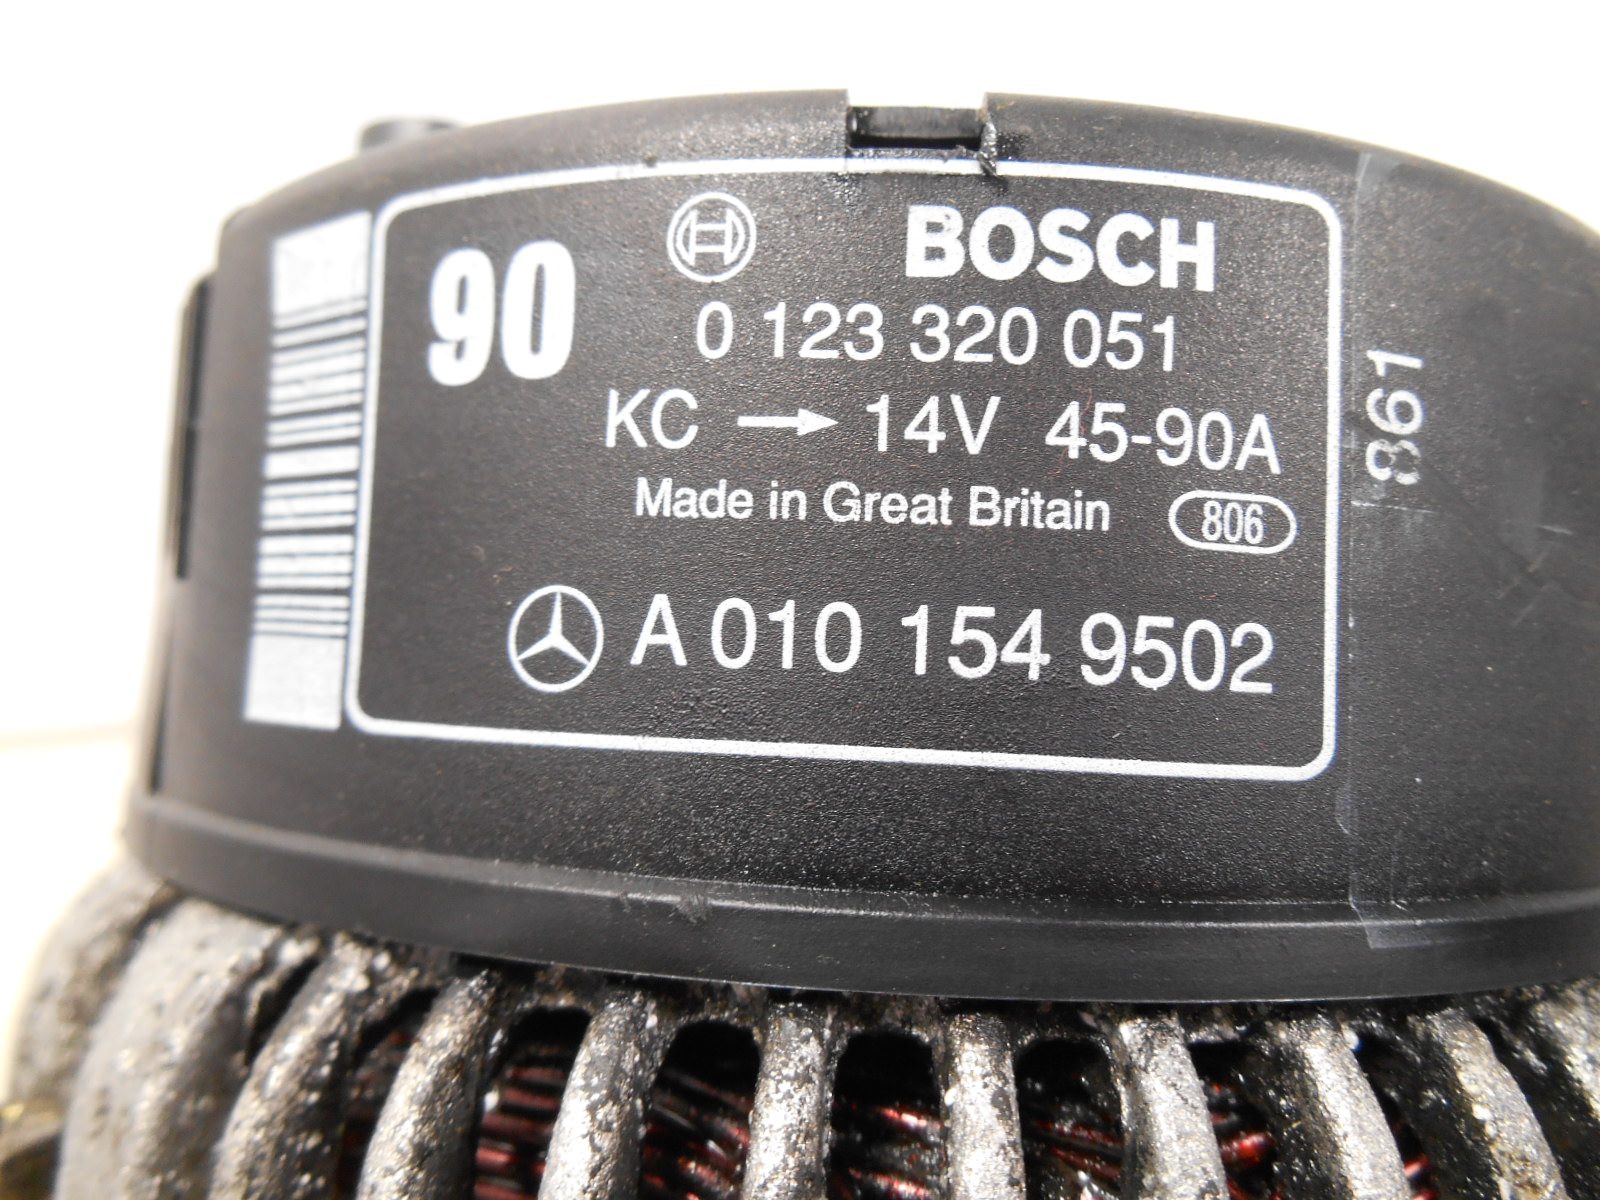 90
BOSCH
0 123 320 051
KC → 14V 45-90A
Made in Great Britain 806
A 010 154 9502
861